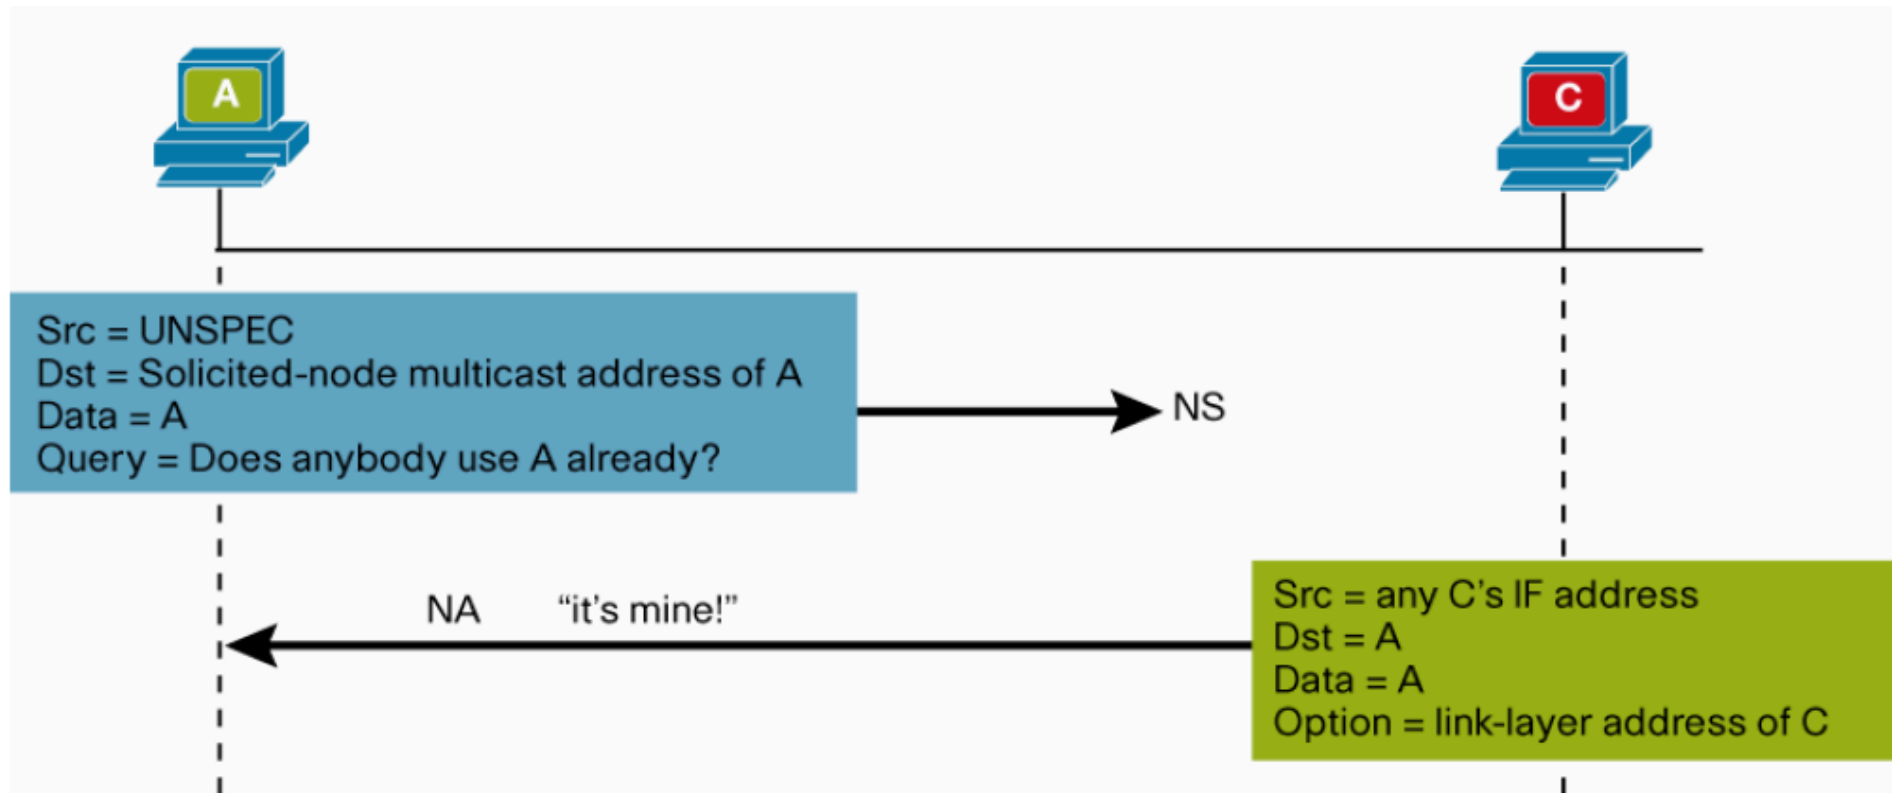 A
C
Src = UNSPEC
Dst = Solicited-node multicast address of A
Data = A
Query = Does anybody use A already?
NS
NA “it’s mine!”
Src = any C’s IF address
Dst = A
Data = A
Option = link-layer address of C